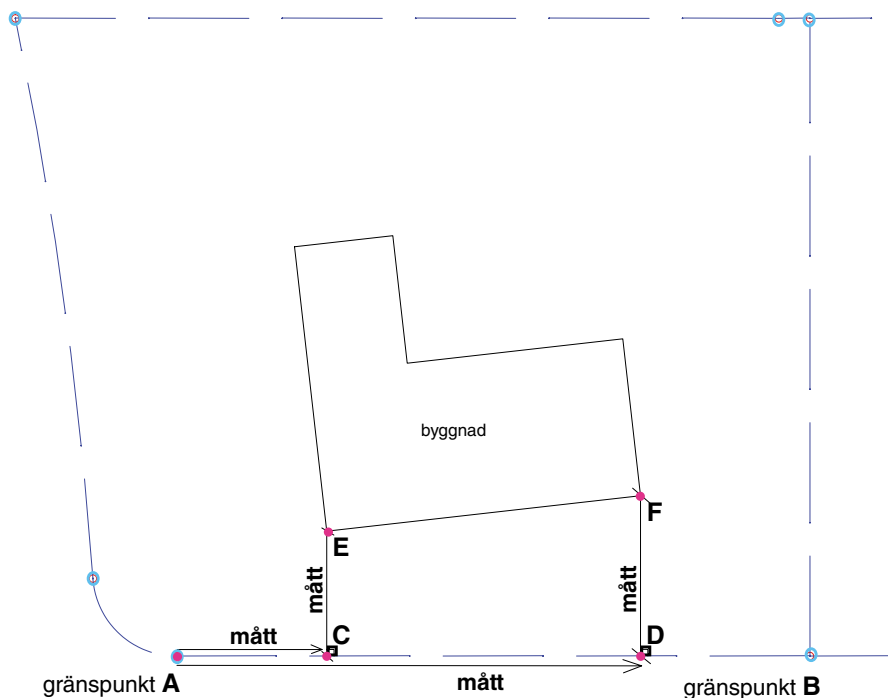 byggnad
F
E
mått
mått
C
D
mått
gränspunkt A
mått
gränspunkt B